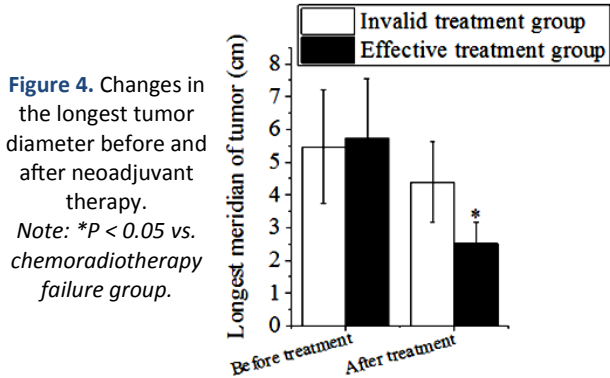 Figure 4. Changes in
the longest tumor
diameter before and
after neoadjuvant
therapy.
Note: *P < 0.05 vs.
chemoradiotherapy
failure group.
Invalid treatment group
Effective treatment group
Longest meridian of tumor (cm)
8
7
6
5
4
3
2
1
0
*
Before treatment
After treatment